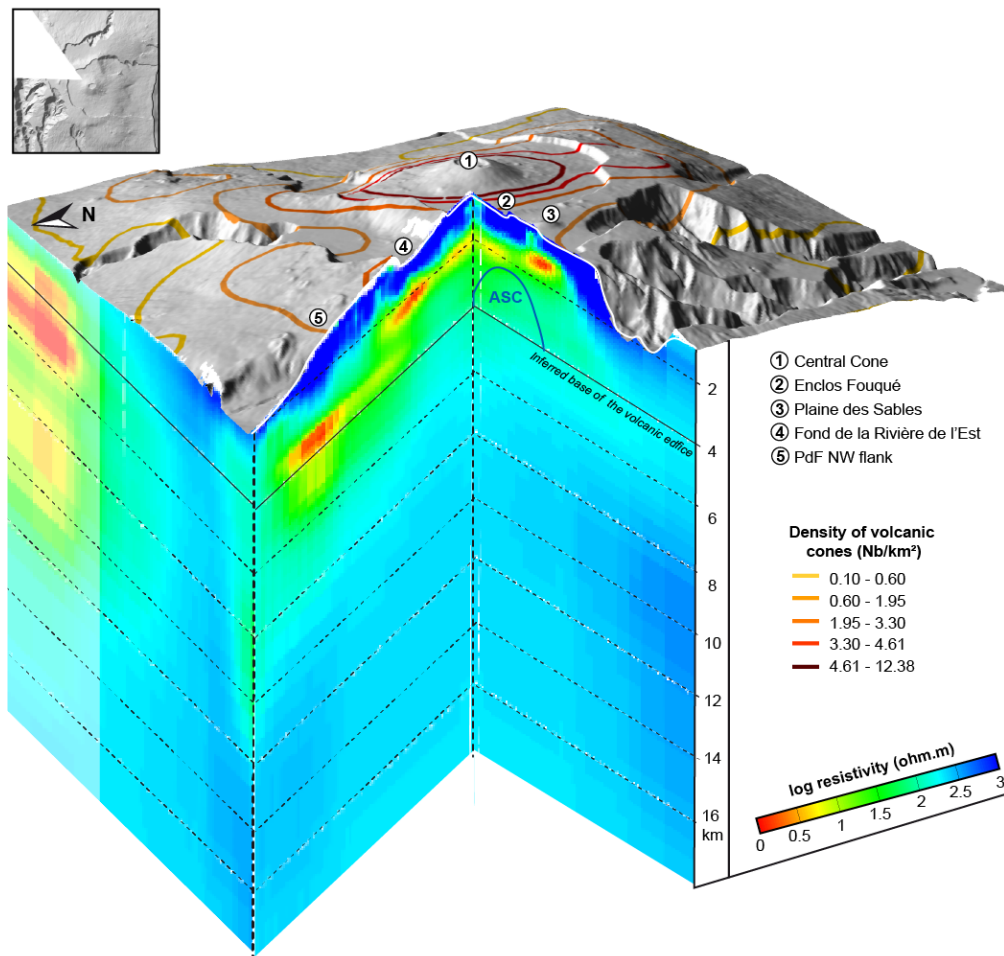 N
①
②
③
④
⑤
ASC
Inferred base of the volcanic edfice
2
4
6
8
10
12
14
16
km
① Central Cone
② Enclos Fouqué
③ Plaine des Sables
④ Fond de la Rivière de l'Est
⑤ PdF NW flank
Density of volcanic
cones (Nb/km²)
0.10 - 0.60
0.60 - 1.95
1.95 - 3.30
3.30 - 4.61
4.61 - 12.38
log resistivity (ohm.m)
0 0.5 1 1.5 2 2.5 3